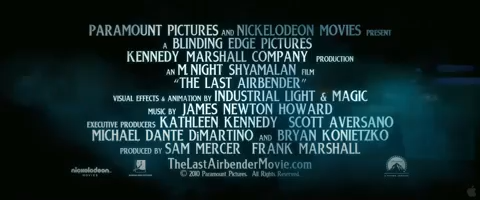 PARAMOUNT PICTURES AND NICKELODEON MOVIES PRESENT
A BLINDING EDGE PICTURES
KENNEDY MARSHALL COMPANY PRODUCTION
AN M NIGHT SHYAMALAN FILM
"THE LAST AIRBENDER"
VISUAL EFFECTS & ANIMATION BY INDUSTRIAL LIGHT & MAGIC
MUSIC BY JAMES NEWTON HOWARD
EXECUTIVE PRODUCERS KATHLEEN KENNEDY SCOTT AVERSANO
MICHAEL DANTE DIMARTINO AND BRYAN KONIETZKO
PRODUCED BY SAM MERCER FRANK MARSHALL
TheLastAirbenderMovie.com
nickelodeon
MOVIES
© 2010 Paramount Pictures. All Rights Reserved.